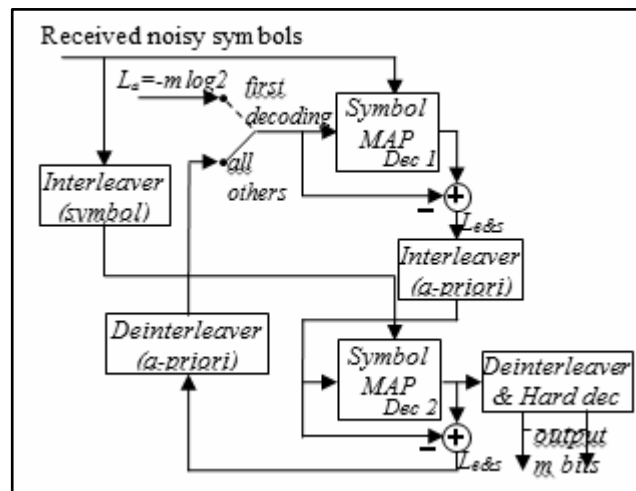 Received noisy symbols
Lₐ=-m log2
first
decoding
all
others
Symbol
MAP
Dec 1
+
-
Le&s
Interleaver
(symbol)
Interleaver
(a-priori)
Deinterleaver
(a-priori)
Symbol
MAP
Dec 2
Deinterleaver
& Hard dec
+
-
Le&s
output
m bits